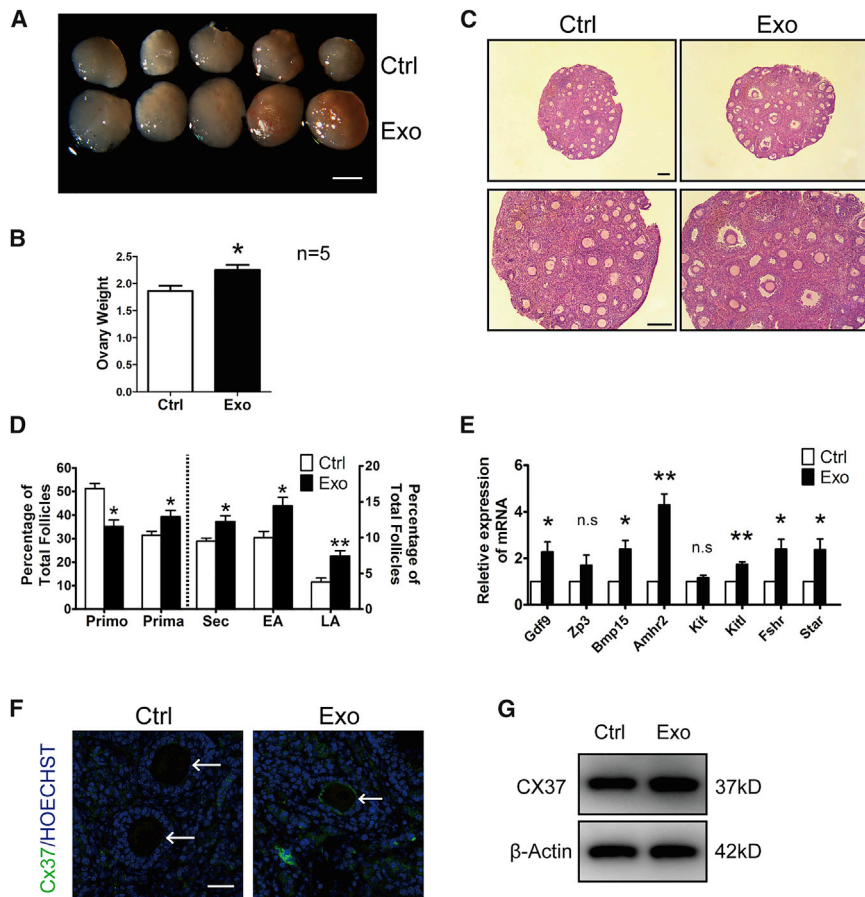 A
Ctrl
Exo
B
*
n=5
Ovary Weight
2.5
2.0
1.5
1.0
0.5
0.0
Ctrl
Exo
C
Ctrl
Exo
D
Ctrl
Exo
Percentage of
Total Follicles
60
50
40
30
20
10
0
* * * * **
20
15
10
5
0
Percentage of
Total Follicles
Primo Prima Sec EA LA
E
Ctrl
Exo
Reletive expression
of mRNA
6
4
2
0
* n.s * ** n.s ** * *
Gdf9 Zp3 Bmp15 Amhr2 Kit Kitl Fshr Star
F
Ctrl
Exo
Cx37/HOECHST
G
Ctrl Exo
CX37 37kD
β-Actin 42kD